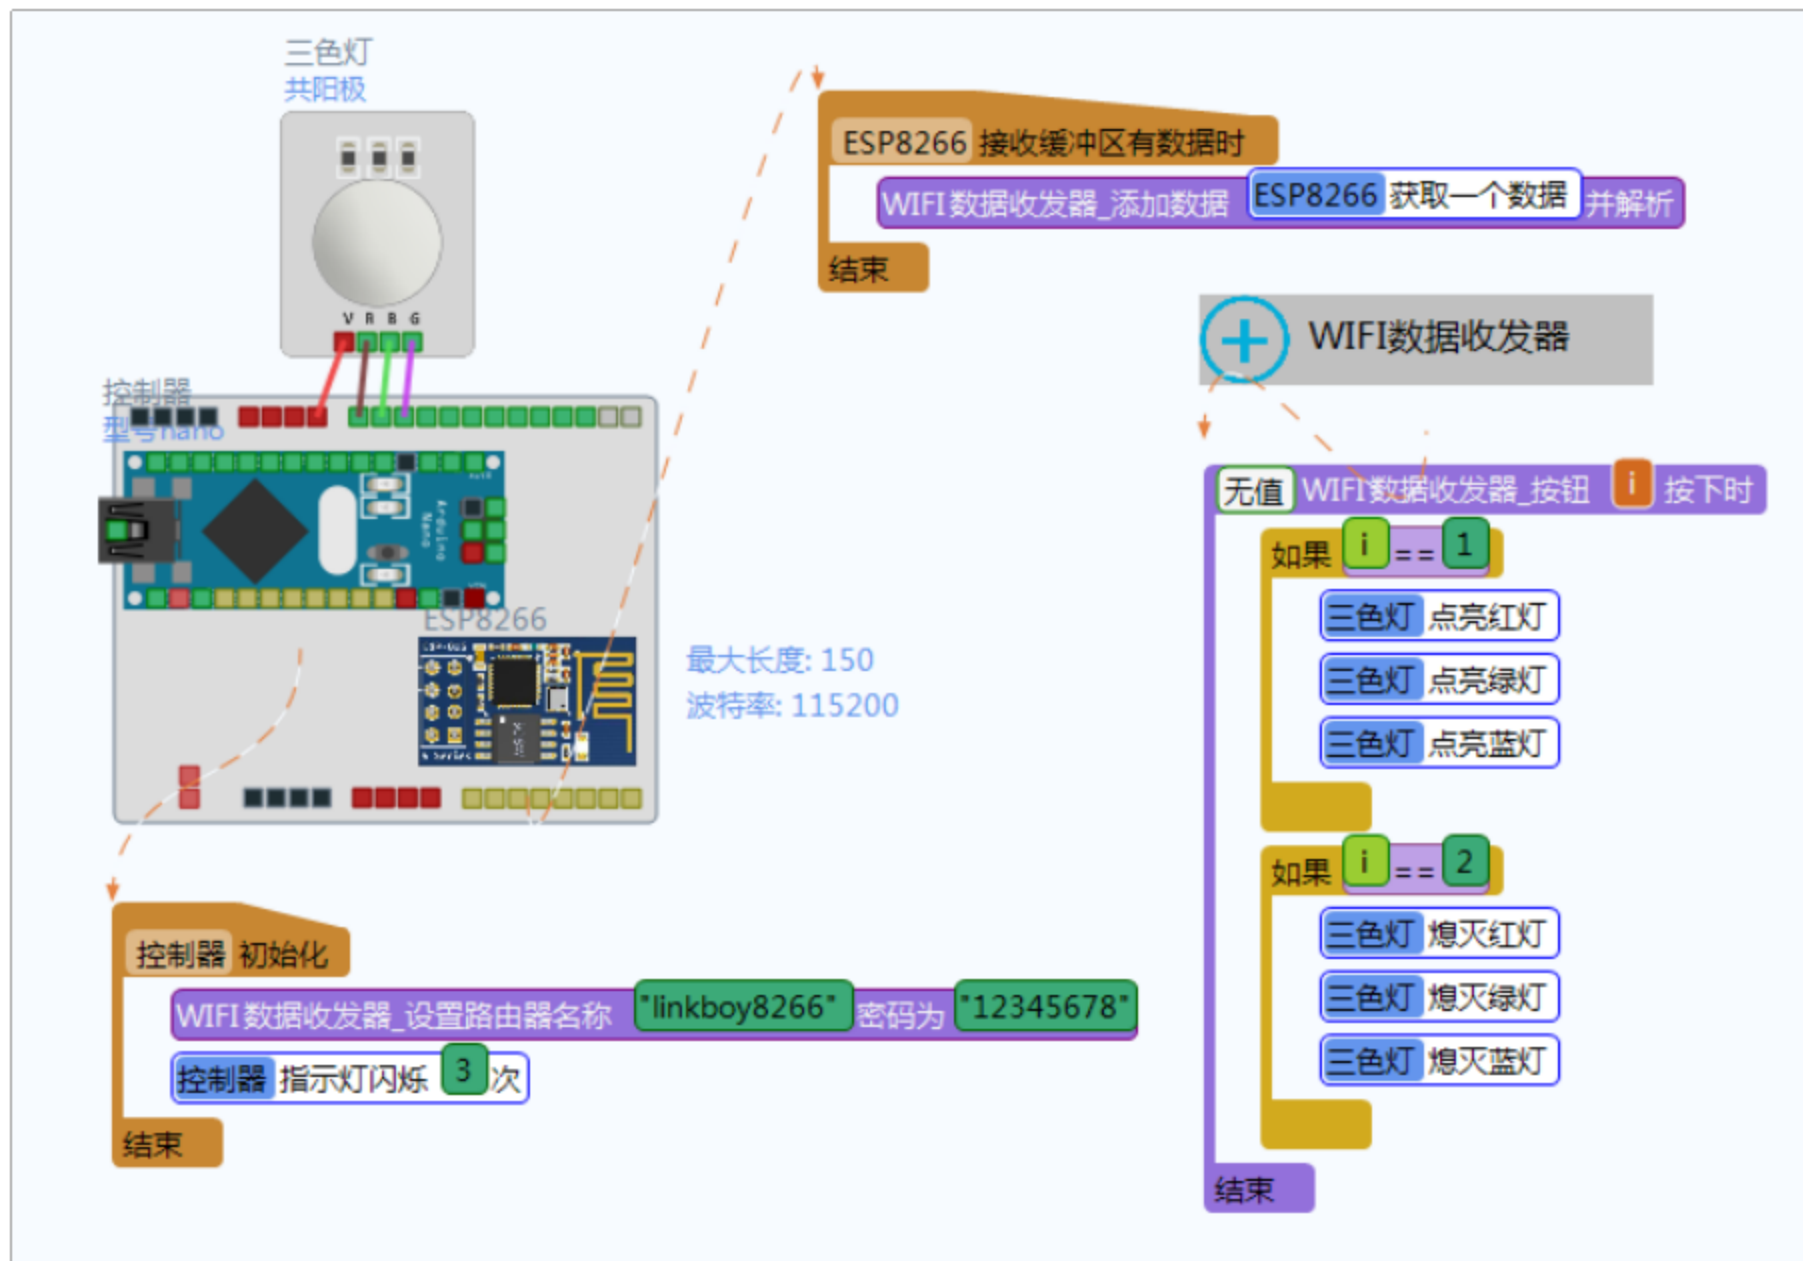 三色灯
共阳极
V R B G
控制器
型号nano
Arduino
Nano
ESP8266
最大长度: 150
波特率: 115200
ESP8266 接收缓冲区有数据时
WIFI数据收发器_添加数据 ESP8266 获取一个数据 并解析
结束
WIFI数据收发器
无值 WIFI数据收发器_按钮 i 按下时
如果 i == 1
三色灯 点亮红灯
三色灯 点亮绿灯
三色灯 点亮蓝灯
如果 i == 2
三色灯 熄灭红灯
三色灯 熄灭绿灯
三色灯 熄灭蓝灯
结束
控制器 初始化
WIFI数据收发器_设置路由器名称 "linkboy8266" 密码为 "12345678"
控制器 指示灯闪烁 3 次
结束